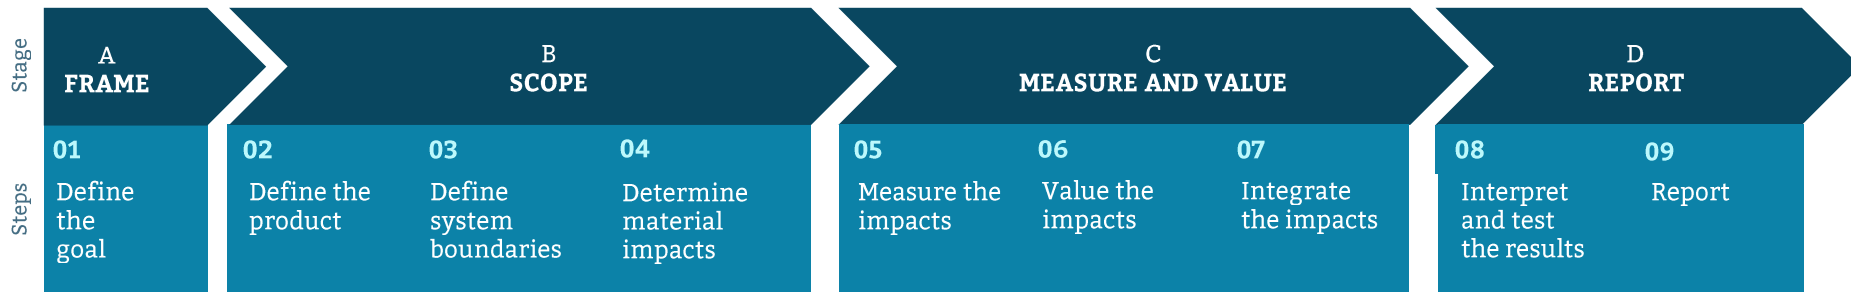 Stage
A
FRAME
B
SCOPE
C
MEASURE AND VALUE
D
REPORT
Steps
01
Define
the
goal
02
Define the
product
03
Define
system
boundaries
04
Determine
material
impacts
05
Measure the
impacts
06
Value the
impacts
07
Integrate
the impacts
08
Interpret
and test
the results
09
Report